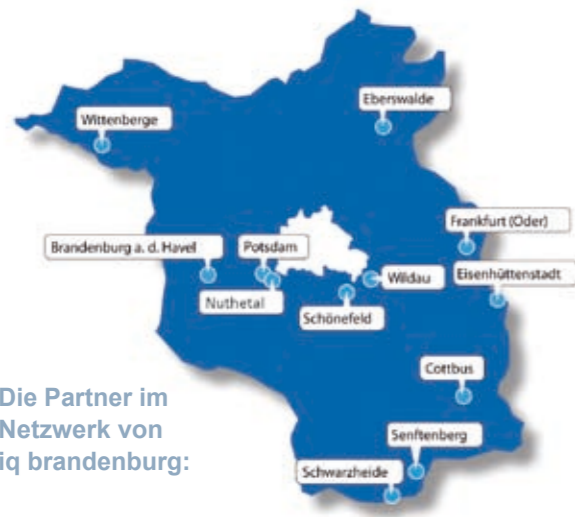 Eberswalde
Wittenberge
Frankfurt (Oder)
Brandenburg a. d. Havel
Potsdam
Wildau
Eisenhüttenstadt
Nuthetal
Schönefeld
Cottbus
Die Partner im
Netzwerk von
iq brandenburg:
Senftenberg
Schwarzheide